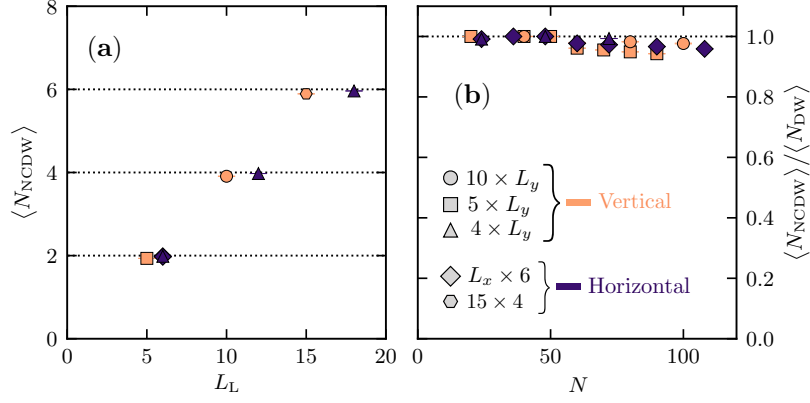 (a)
8
6
4
2
0
⟨N_NCDW⟩
0 5 10 15 20
L_L
(b)
10 × L_y
5 × L_y
4 × L_y
Vertical
L_x × 6
15 × 4
Horizontal
0 50 100
N
1.0
0.8
0.6
0.4
0.2
0.0
⟨N_NCDW⟩/⟨N_DW⟩